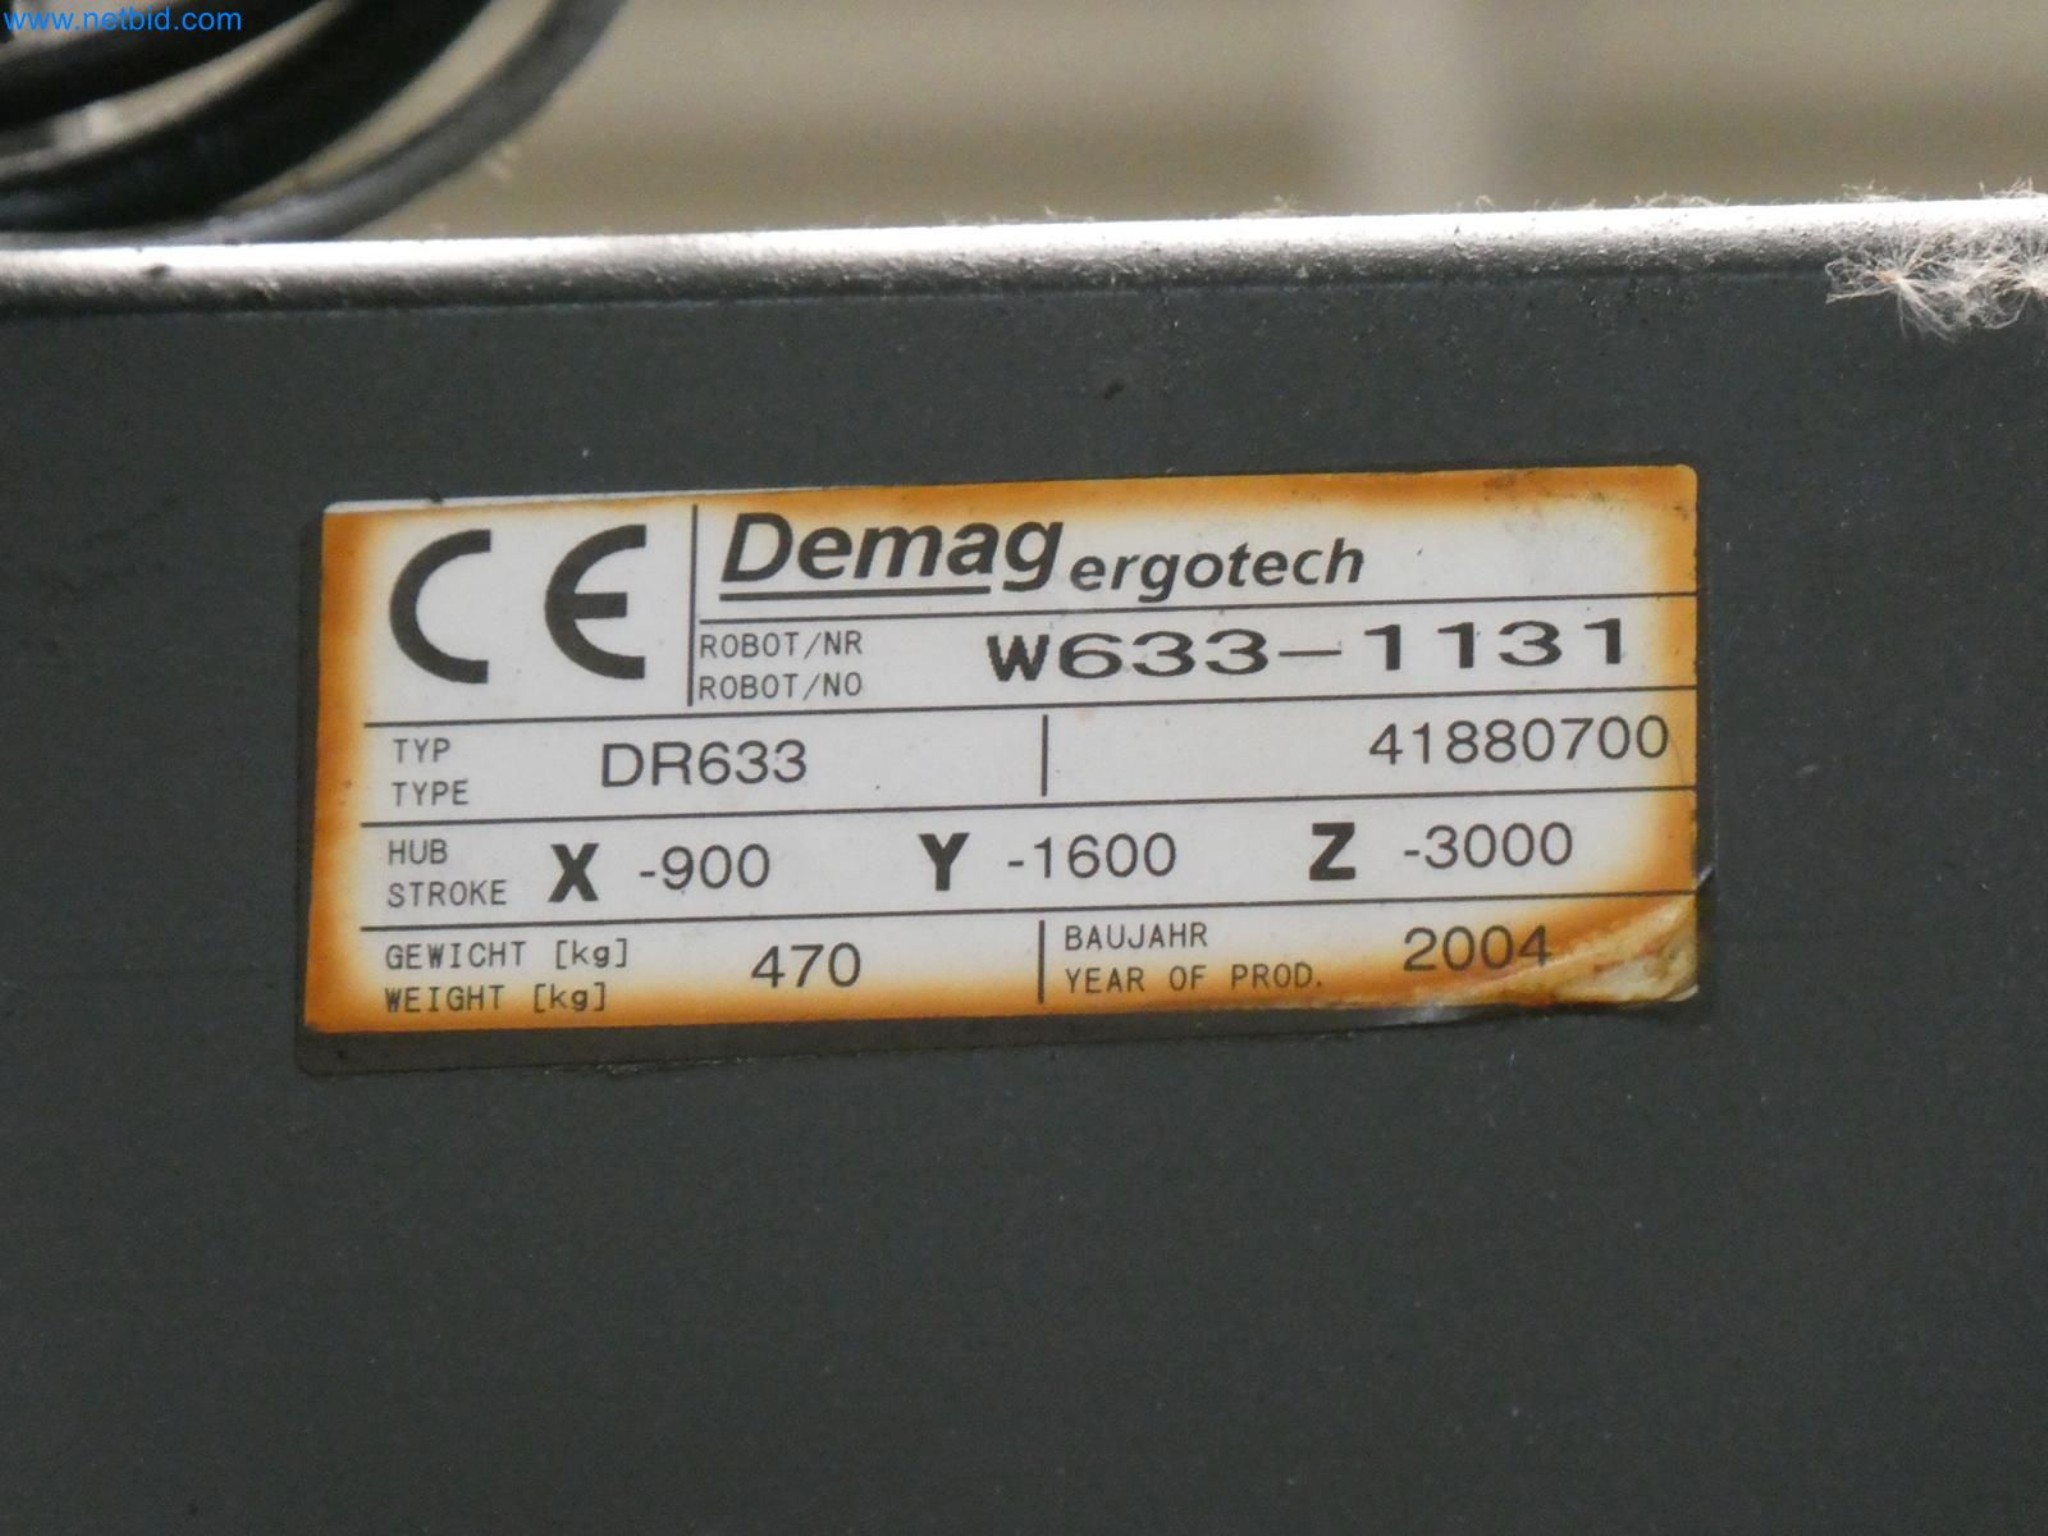 www.netbid.com
CE
Demag ergotech
ROBOT/NR
ROBOT/NO
W633-1131
TYP
TYPE
DR633
41880700
HUB
STROKE
X -900 Y -1600 Z -3000
GEWICHT [kg]
WEIGHT [kg]
470
BAUJAHR
YEAR OF PROD.
2004